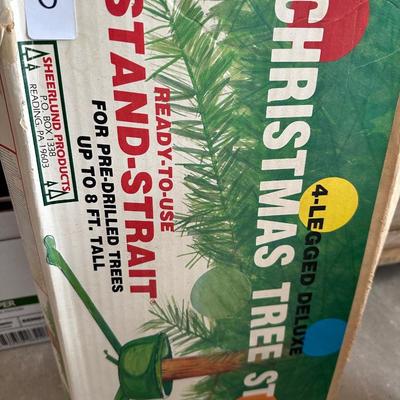 4-LEGGED DELUXE
CHRISTMAS TREE
READY-TO-USE
STAND-STRAIT®
FOR PRE-DRILLED TREES
UP TO 8 FT. TALL
SHEERLUND PRODUCTS
P.O. BOX 1338
READING, PA 19603